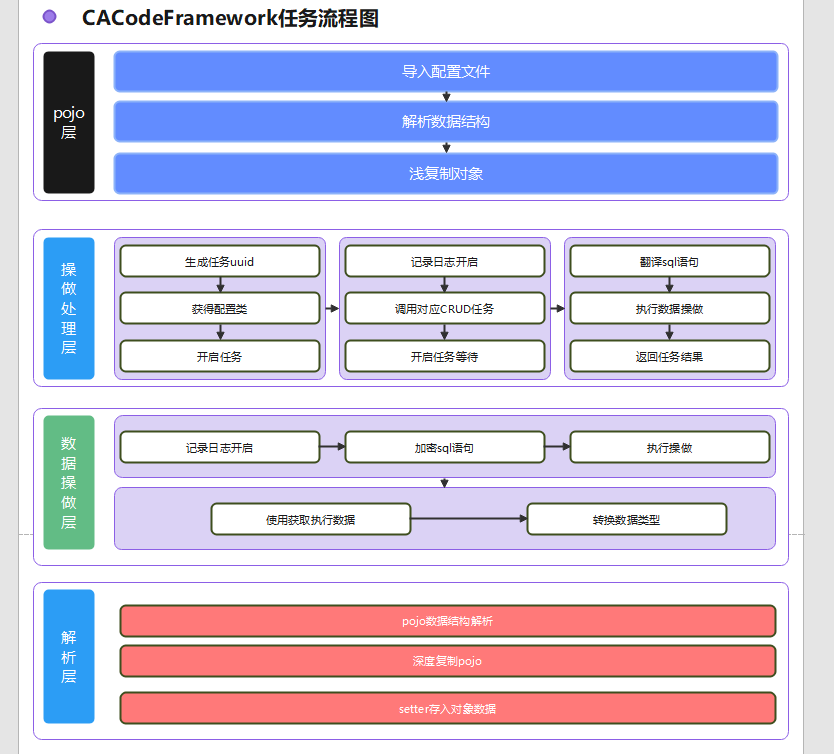 CACodeFramework任务流程图
pojo
层
导入配置文件
解析数据结构
浅复制对象
操
做
处
理
层
生成任务uuid
获得配置类
开启任务
记录日志开启
调用对应CRUD任务
开启任务等待
翻译sql语句
执行数据操做
返回任务结果
数
据
操
做
层
记录日志开启
加密sql语句
执行操做
使用获取执行数据
转换数据类型
解
析
层
pojo数据结构解析
深度复制pojo
setter存入对象数据